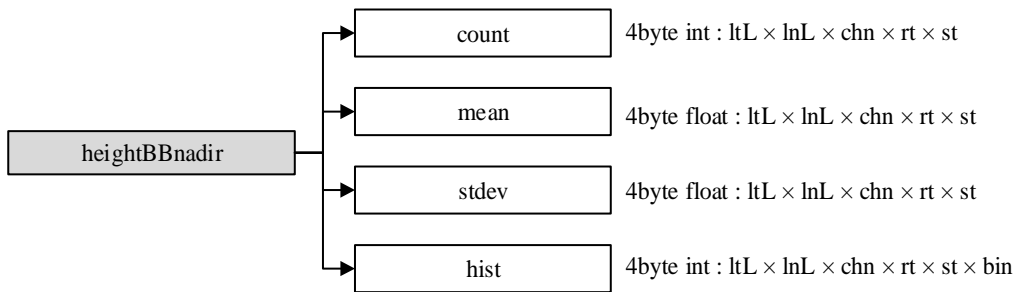 count 4byte int : ltL × lnL × chn × rt × st
mean 4byte float : ltL × lnL × chn × rt × st
heightBBnadir
stdev 4byte float : ltL × lnL × chn × rt × st
hist 4byte int : ltL × lnL × chn × rt × st × bin